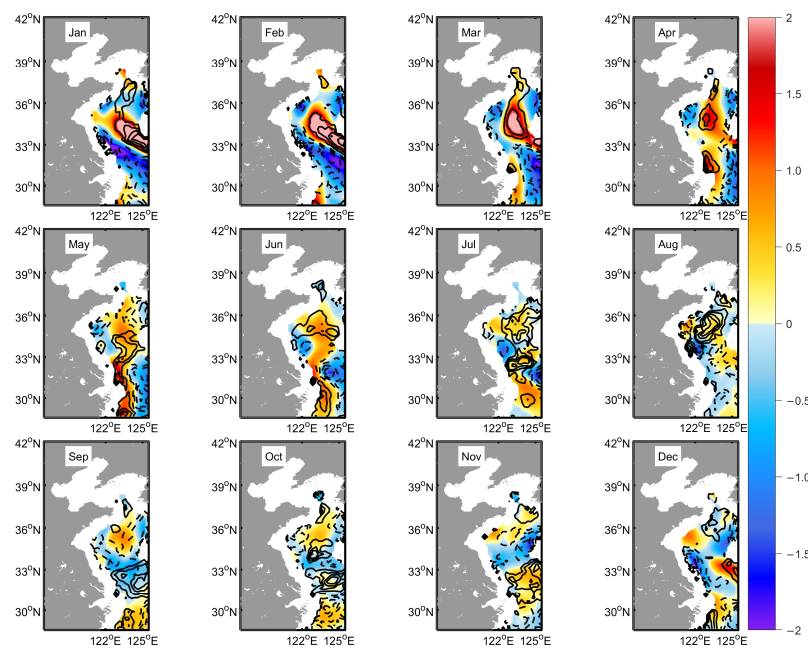 42°N Jan 42°N Feb 42°N Mar 42°N Apr 2
39°N 39°N 39°N 39°N 1.5
36°N 36°N 36°N 36°N 1.0
33°N 33°N 33°N 33°N
30°N 30°N 30°N 30°N
122°E 125°E 122°E 125°E 122°E 125°E 122°E 125°E
42°N May 42°N Jun 42°N Jul 42°N Aug 0.5
39°N 39°N 39°N 39°N
36°N 36°N 36°N 36°N 0
33°N 33°N 33°N 33°N −0.5
30°N 30°N 30°N 30°N
122°E 125°E 122°E 125°E 122°E 125°E 122°E 125°E
42°N Sep 42°N Oct 42°N Nov 42°N Dec
39°N 39°N 39°N 39°N −1.0
36°N 36°N 36°N 36°N −1.5
33°N 33°N 33°N 33°N
30°N 30°N 30°N 30°N −2
122°E 125°E 122°E 125°E 122°E 125°E 122°E 125°E